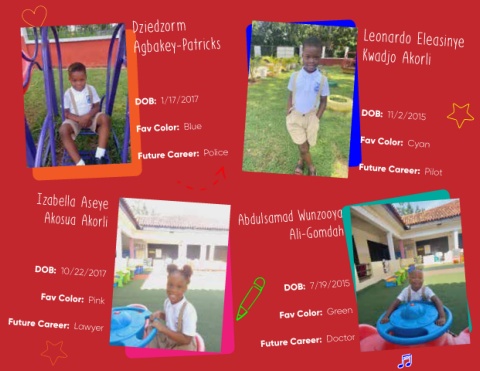 Dziedzorm
Agbakey-Patricks
DOB: 1/17/2017
Fav Color: Blue
Future Career: Police
Leonardo Eleasinye
Kwadjo Akorli
DOB: 11/2/2015
Fav Color: Cyan
Future Career: Pilot
Izabella Aseye
Akosua Akorli
DOB: 10/22/2017
Fav Color: Pink
Future Career: Lawyer
Abdulsamad Wunzooya
Ali-Gomdah
DOB: 7/19/2015
Fav Color: Green
Future Career: Doctor